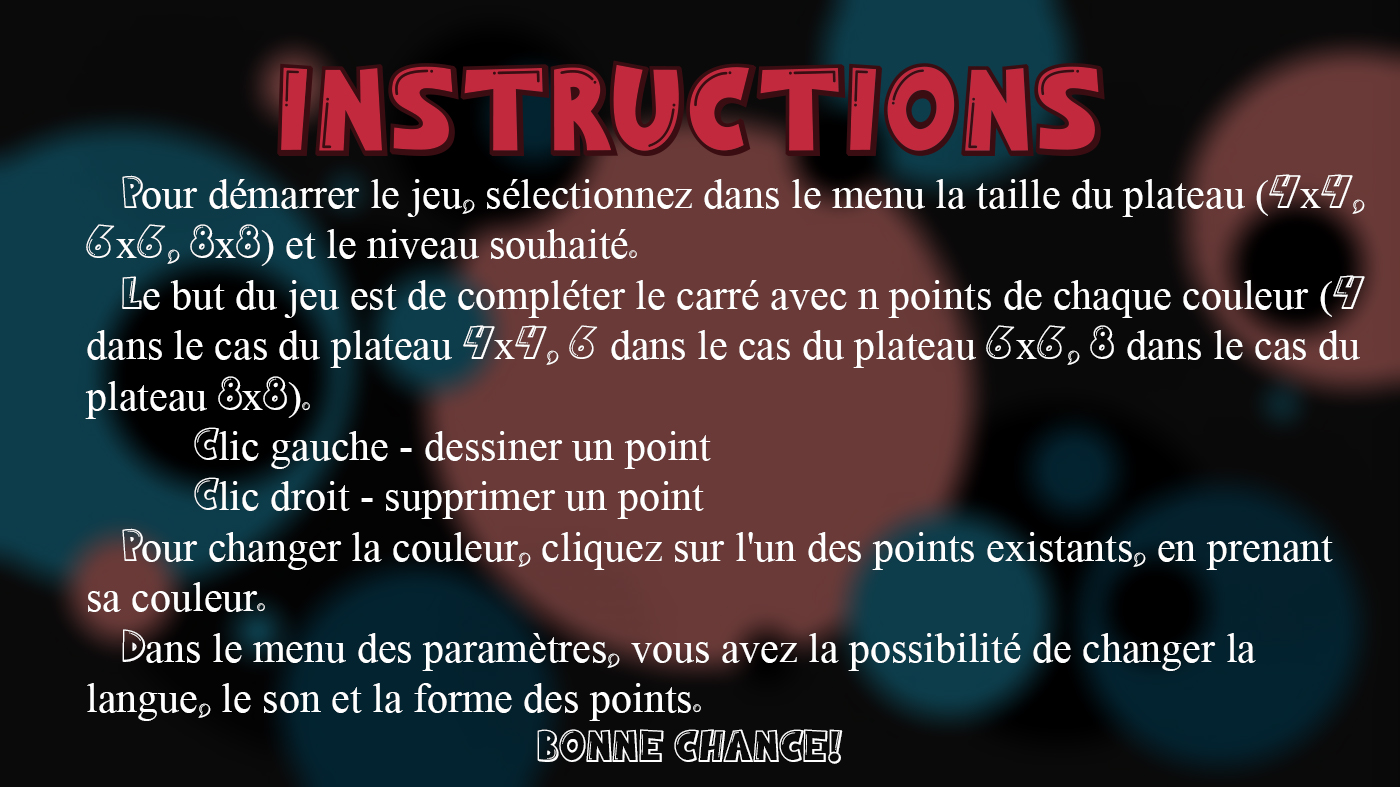 INSTRUCTIONS
Pour démarrer le jeu, sélectionnez dans le menu la taille du plateau (4x4,
6x6, 8x8) et le niveau souhaité.
Le but du jeu est de compléter le carré avec n points de chaque couleur (4
dans le cas du plateau 4x4, 6 dans le cas du plateau 6x6, 8 dans le cas du
plateau 8x8).
Clic gauche - dessiner un point
Clic droit - supprimer un point
Pour changer la couleur, cliquez sur l'un des points existants, en prenant
sa couleur.
Dans le menu des paramètres, vous avez la possibilité de changer la
langue, le son et la forme des points.
BONNE CHANCE!